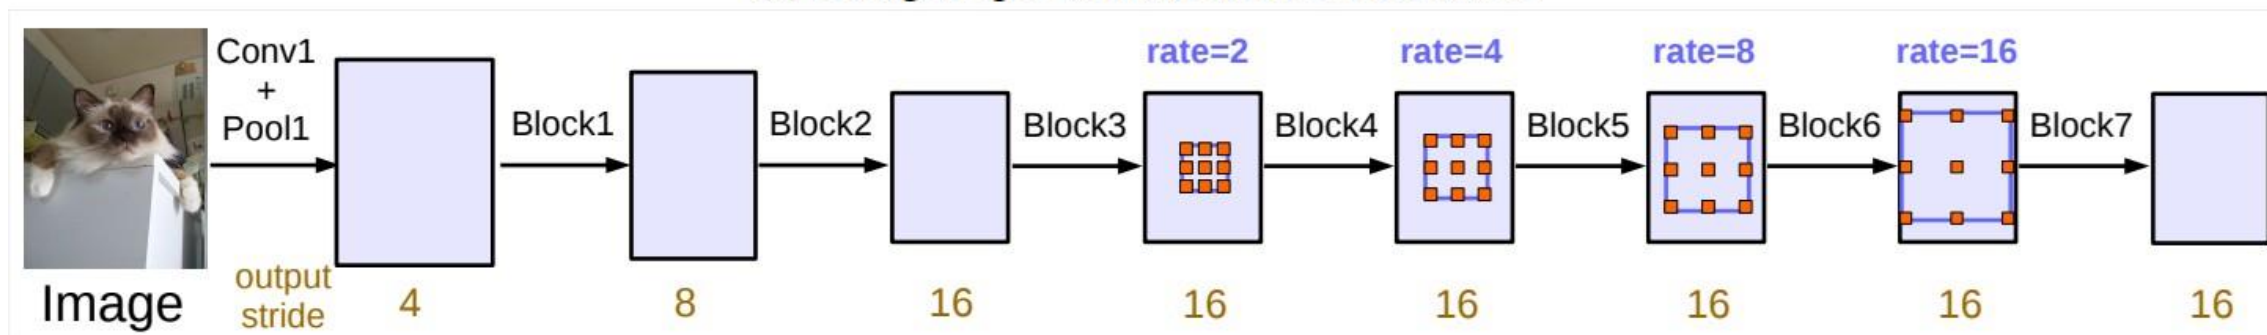 Conv1
+
Pool1
Block1
Block2
Block3
rate=2
Block4
rate=4
Block5
rate=8
Block6
rate=16
Block7
Image
output
stride
4
8
16
16
16
16
16
16